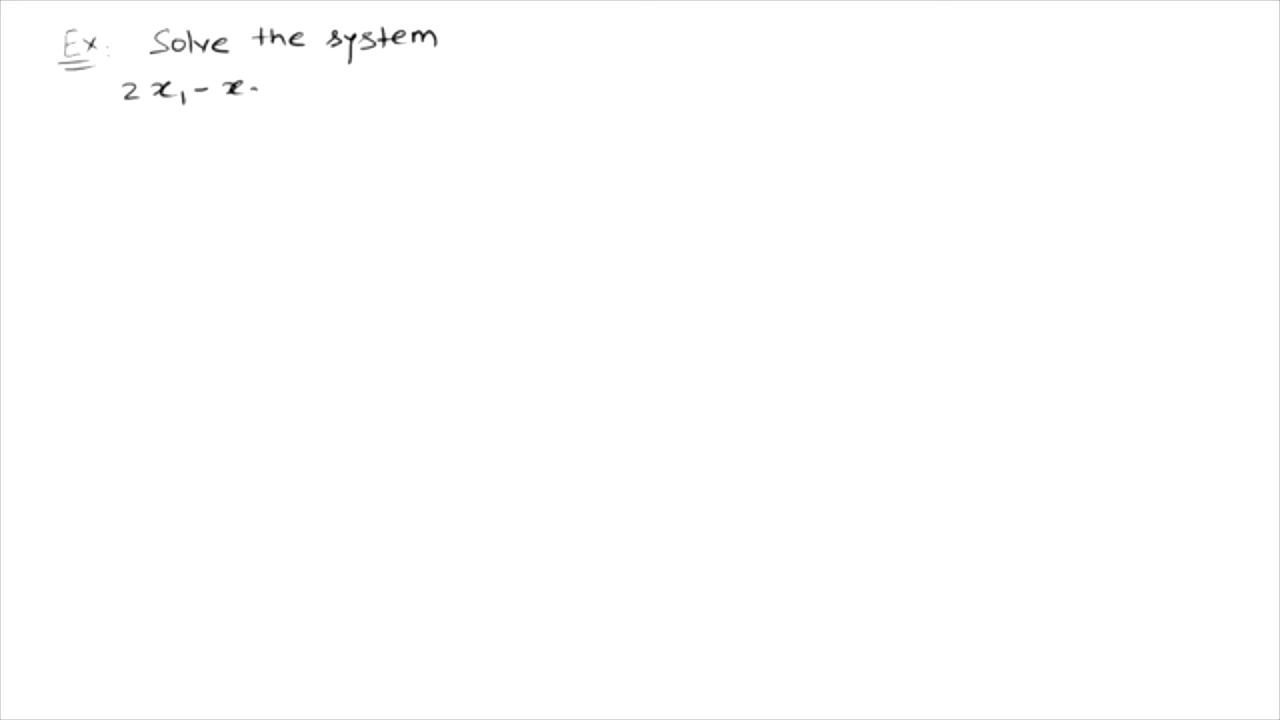 Ex: Solve the system
2x₁ - x